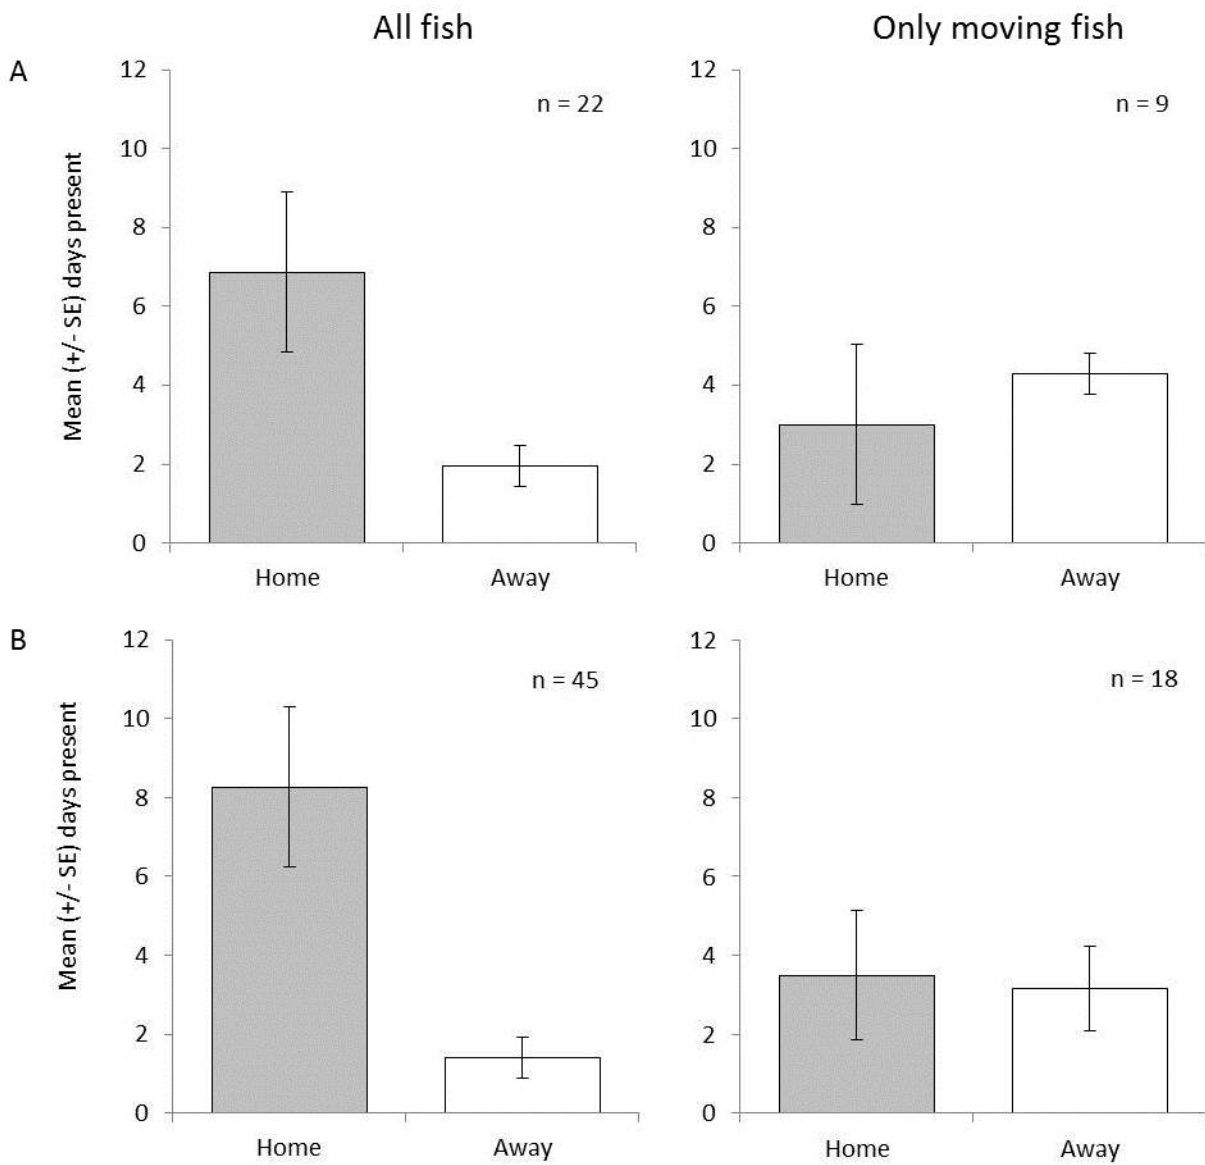 All fish
Only moving fish
A
Mean (+/- SE) days present
12
10
8
6
4
2
0
n = 22
Home
Away
12
10
8
6
4
2
0
n = 9
Home
Away
B
Mean (+/- SE) days present
12
10
8
6
4
2
0
n = 45
Home
Away
12
10
8
6
4
2
0
n = 18
Home
Away